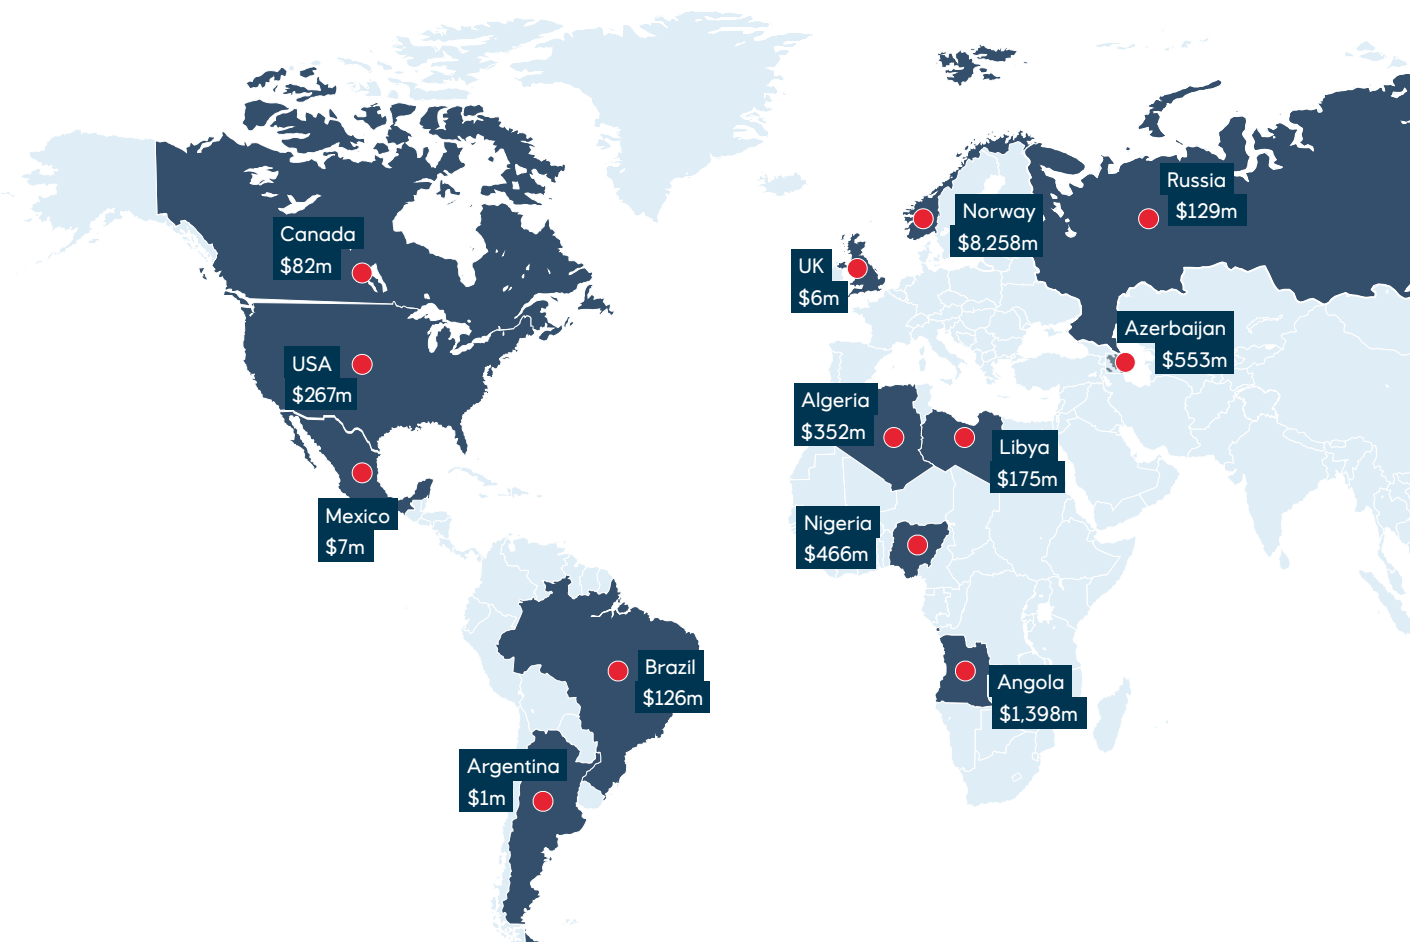 Russia
$129m
Norway
$8,258m
Canada
$82m
UK
$6m
Azerbaijan
$553m
USA
$267m
Algeria
$352m
Libya
$175m
Mexico
$7m
Nigeria
$466m
Brazil
$126m
Angola
$1,398m
Argentina
$1m